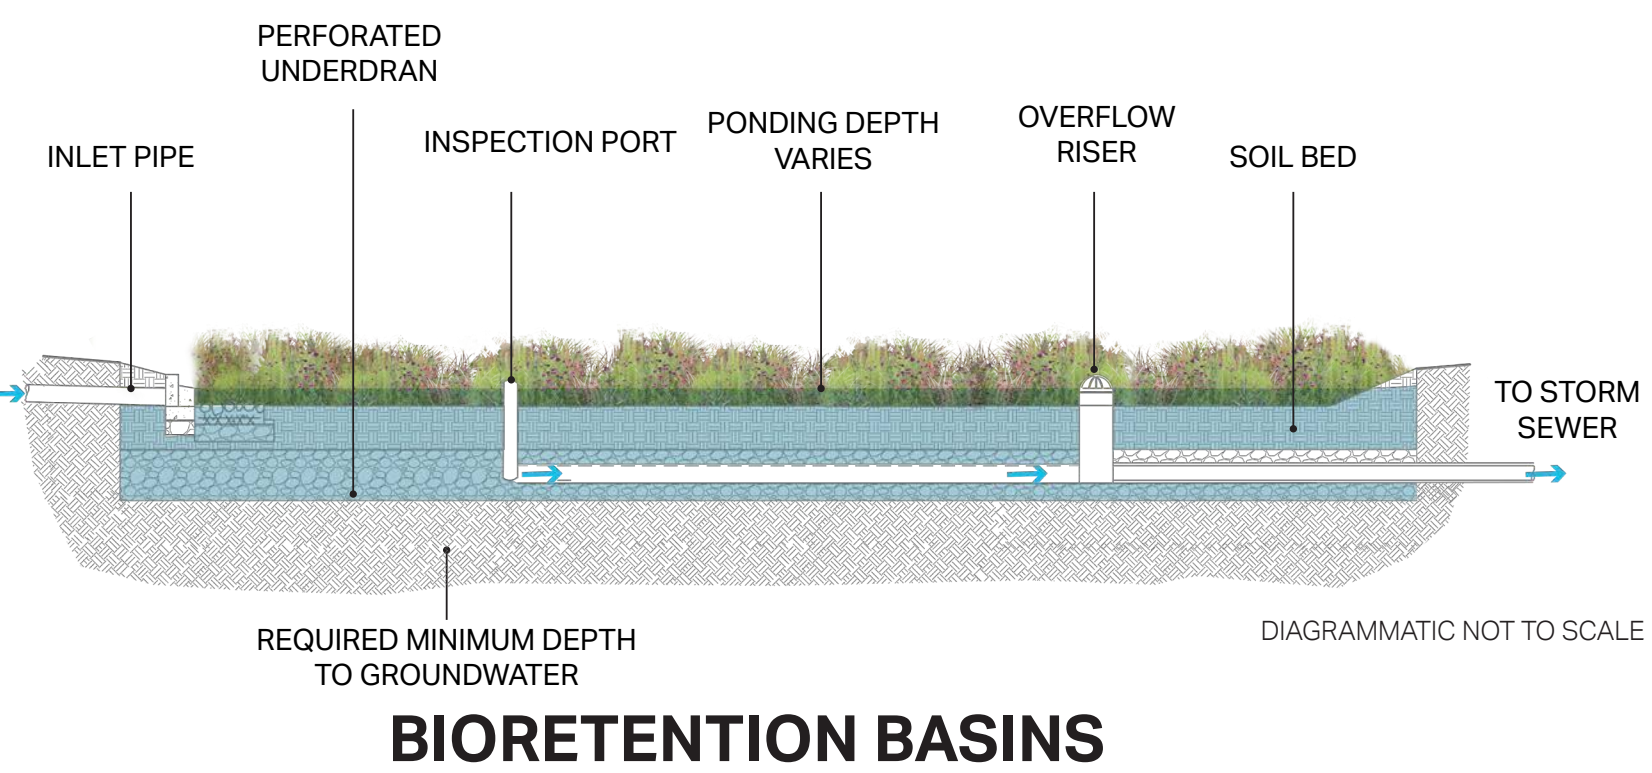 PERFORATED
UNDERDRAN
INLET PIPE
INSPECTION PORT
PONDING DEPTH
VARIES
OVERFLOW
RISER
SOIL BED
TO STORM
SEWER
REQUIRED MINIMUM DEPTH
TO GROUNDWATER
DIAGRAMMATIC NOT TO SCALE
BIORETENTION BASINS